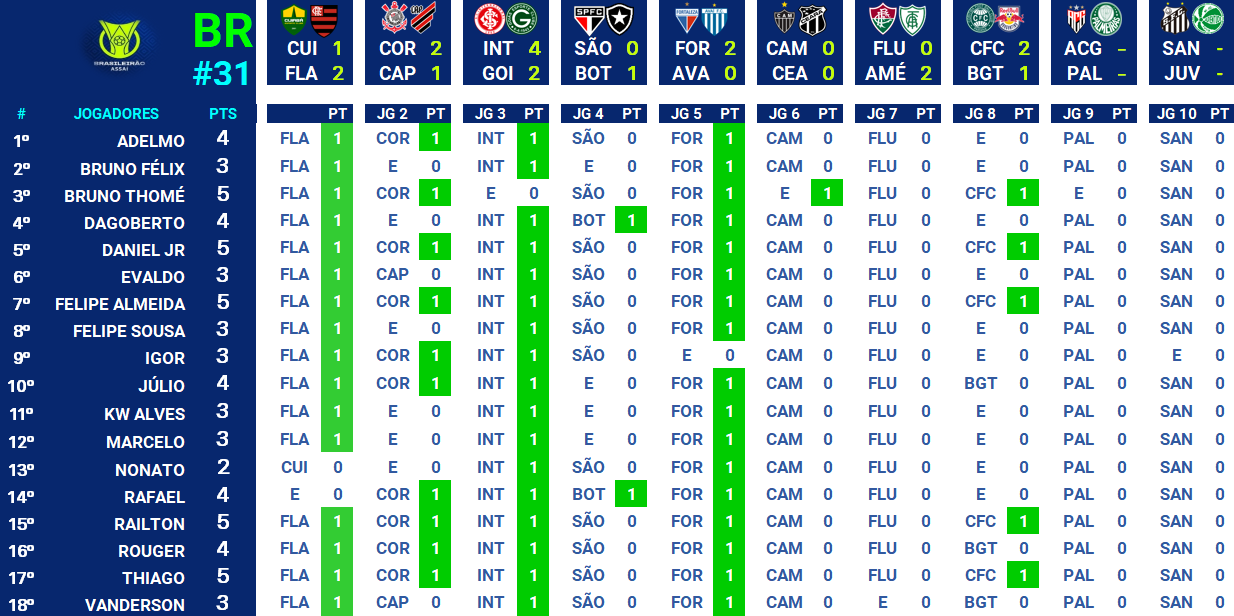 BR
#31
BRASILEIRÃO
ASSAÍ
CUI 1 COR 2 INT 4 SÃO 0 FOR 2 CAM 0 FLU 0 CFC 2 ACG - SAN -
FLA 2 CAP 1 GOI 2 BOT 1 AVA 0 CEA 0 AMÉ 2 BGT 1 PAL - JUV -
# JOGADORES PTS PT JG 2 PT JG 3 PT JG 4 PT JG 5 PT JG 6 PT JG 7 PT JG 8 PT JG 9 PT JG 10 PT
1º ADELMO 4 FLA 1 COR 1 INT 1 SÃO 0 FOR 1 CAM 0 FLU 0 E 0 PAL 0 SAN 0
2º BRUNO FÉLIX 3 FLA 1 E 0 INT 1 E 0 FOR 1 CAM 0 FLU 0 E 0 PAL 0 SAN 0
3º BRUNO THOMÉ 5 FLA 1 COR 1 E 0 SÃO 0 FOR 1 E 1 FLU 0 CFC 1 E 0 SAN 0
4º DAGOBERTO 4 FLA 1 E 0 INT 1 BOT 1 FOR 1 CAM 0 FLU 0 E 0 PAL 0 SAN 0
5º DANIEL JR 5 FLA 1 COR 1 INT 1 SÃO 0 FOR 1 CAM 0 FLU 0 CFC 1 PAL 0 SAN 0
6º EVALDO 3 FLA 1 CAP 0 INT 1 SÃO 0 FOR 1 CAM 0 FLU 0 E 0 PAL 0 SAN 0
7º FELIPE ALMEIDA 5 FLA 1 COR 1 INT 1 SÃO 0 FOR 1 CAM 0 FLU 0 CFC 1 PAL 0 SAN 0
8º FELIPE SOUSA 3 FLA 1 E 0 INT 1 SÃO 0 FOR 1 CAM 0 FLU 0 E 0 PAL 0 SAN 0
9º IGOR 3 FLA 1 COR 1 INT 1 SÃO 0 E 0 CAM 0 FLU 0 E 0 PAL 0 E 0
10º JÚLIO 4 FLA 1 COR 1 INT 1 E 0 FOR 1 CAM 0 FLU 0 BGT 0 PAL 0 SAN 0
11º KW ALVES 3 FLA 1 E 0 INT 1 E 0 FOR 1 CAM 0 FLU 0 E 0 PAL 0 SAN 0
12º MARCELO 3 FLA 1 E 0 INT 1 E 0 FOR 1 CAM 0 FLU 0 E 0 PAL 0 SAN 0
13º NONATO 2 CUI 0 E 0 INT 1 SÃO 0 FOR 1 CAM 0 FLU 0 E 0 PAL 0 SAN 0
14º RAFAEL 4 E 0 COR 1 INT 1 BOT 1 FOR 1 CAM 0 FLU 0 E 0 PAL 0 SAN 0
15º RAILTON 5 FLA 1 COR 1 INT 1 SÃO 0 FOR 1 CAM 0 FLU 0 CFC 1 PAL 0 SAN 0
16º ROUGER 4 FLA 1 COR 1 INT 1 SÃO 0 FOR 1 CAM 0 FLU 0 BGT 0 PAL 0 SAN 0
17º THIAGO 5 FLA 1 COR 1 INT 1 SÃO 0 FOR 1 CAM 0 FLU 0 CFC 1 PAL 0 SAN 0
18º VANDERSON 3 FLA 1 CAP 0 INT 1 SÃO 0 FOR 1 CAM 0 E 0 BGT 0 PAL 0 SAN 0